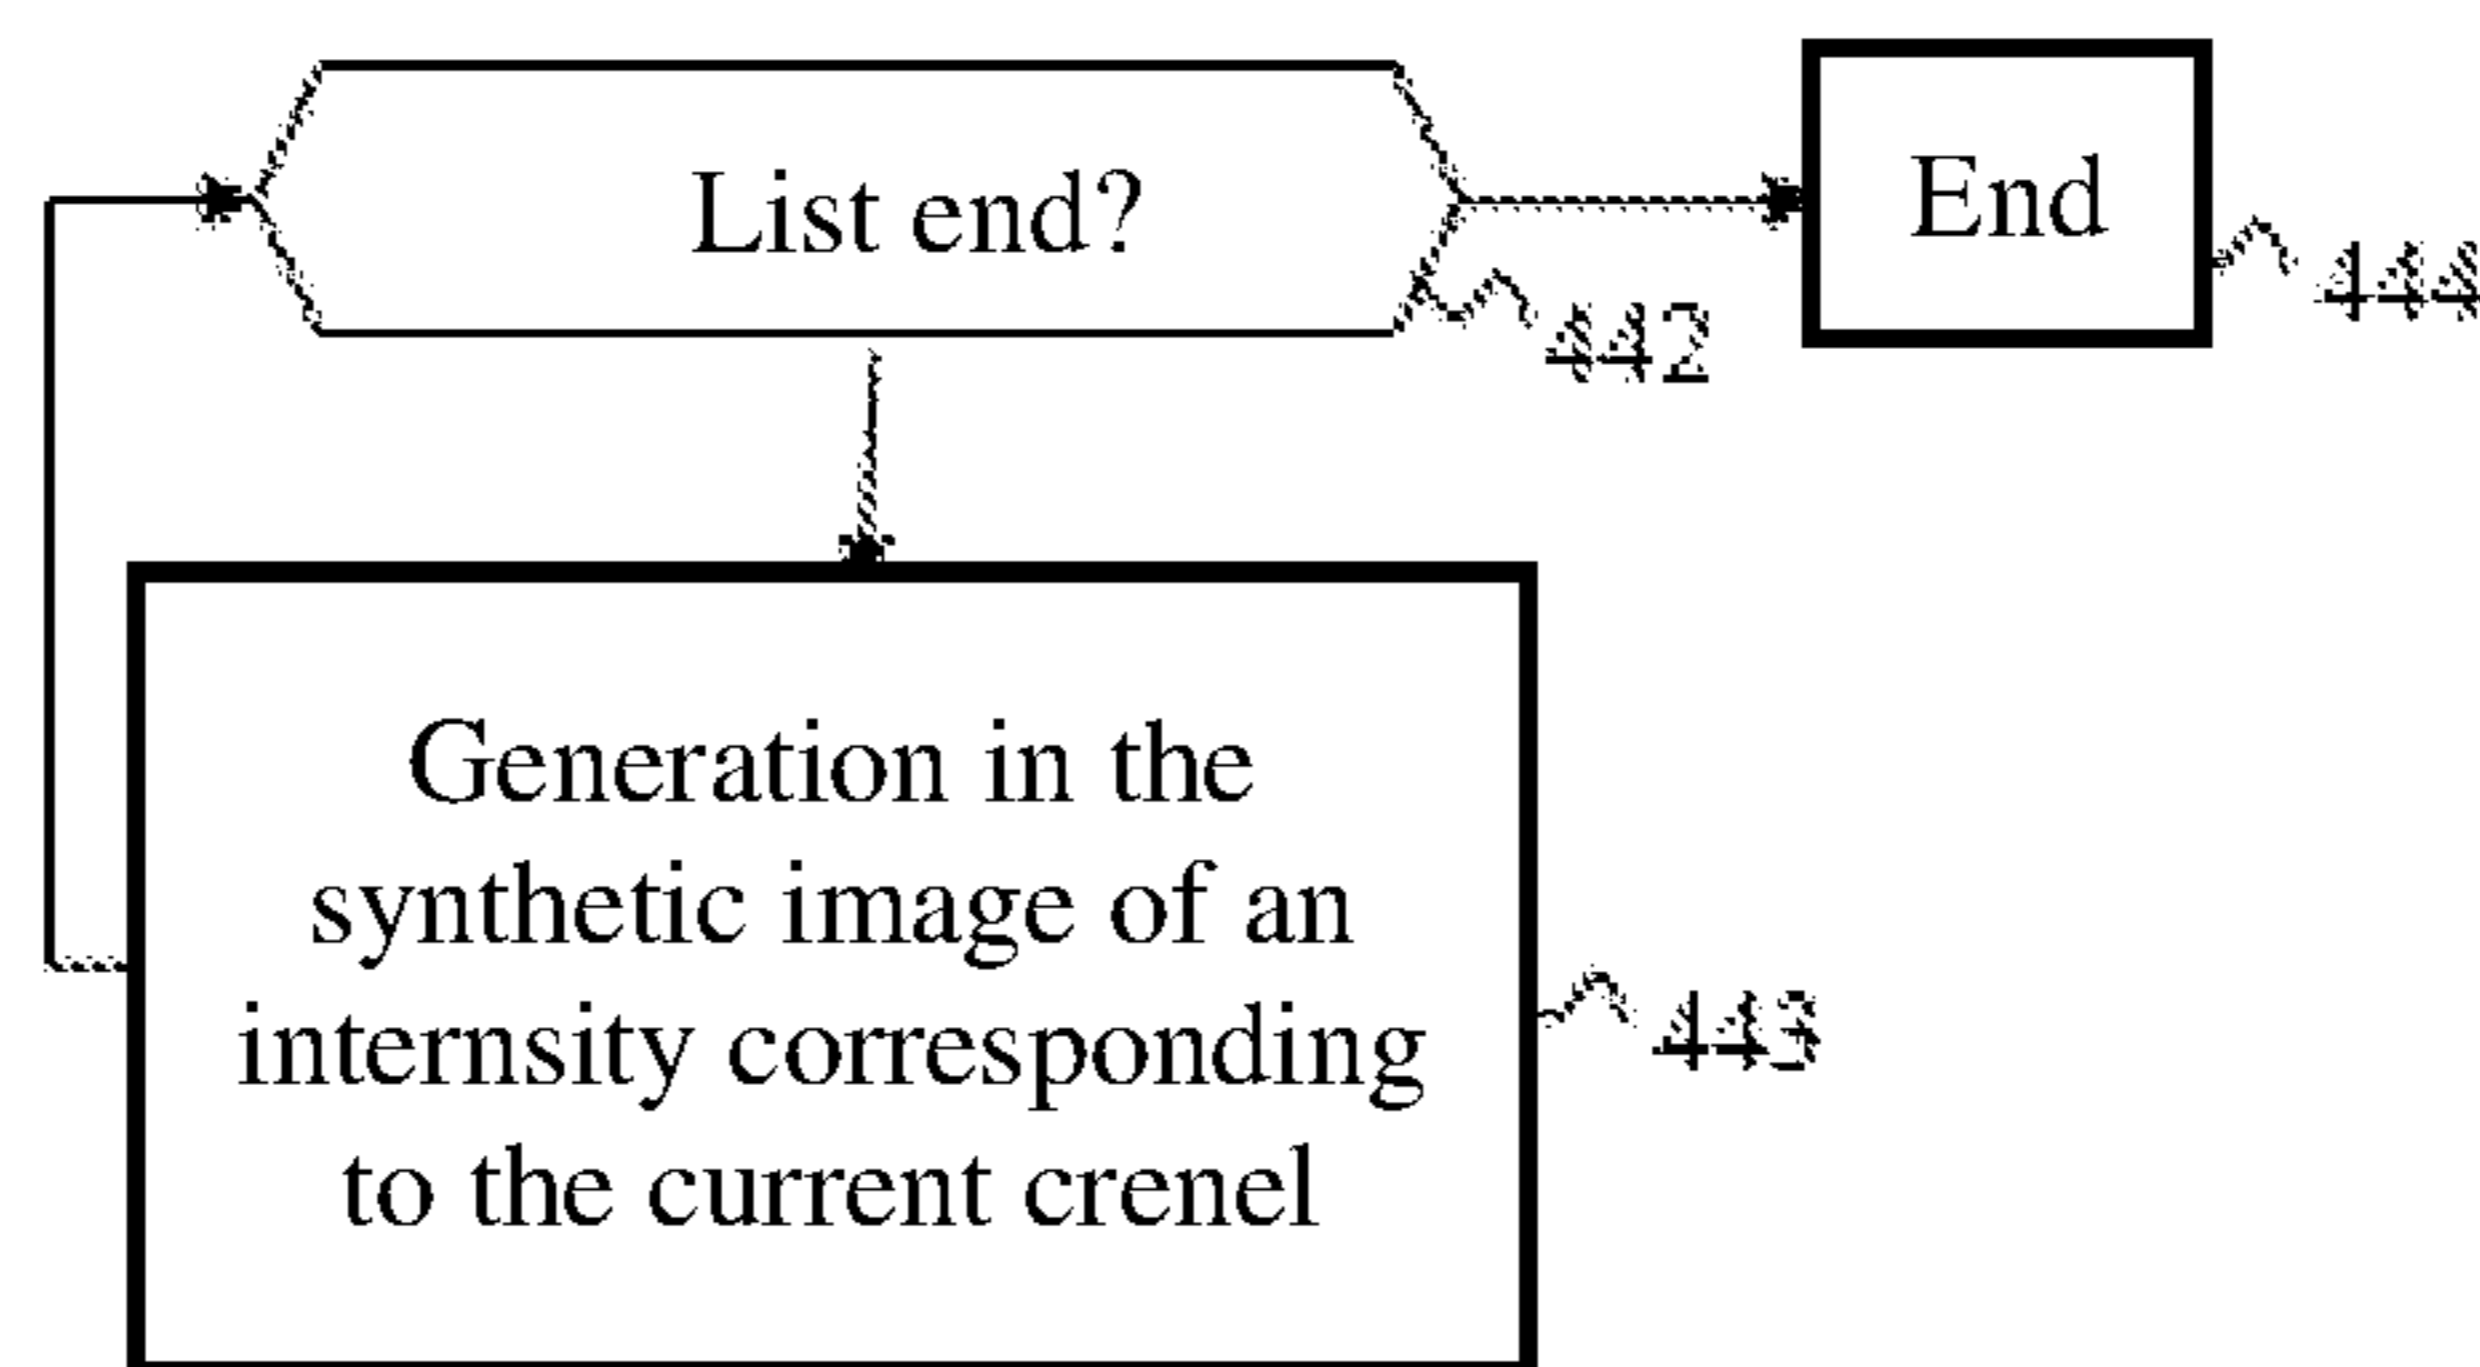 List end?
End
442
Generation in the
synthetic image of an
internsity corresponding
to the current crenel
443